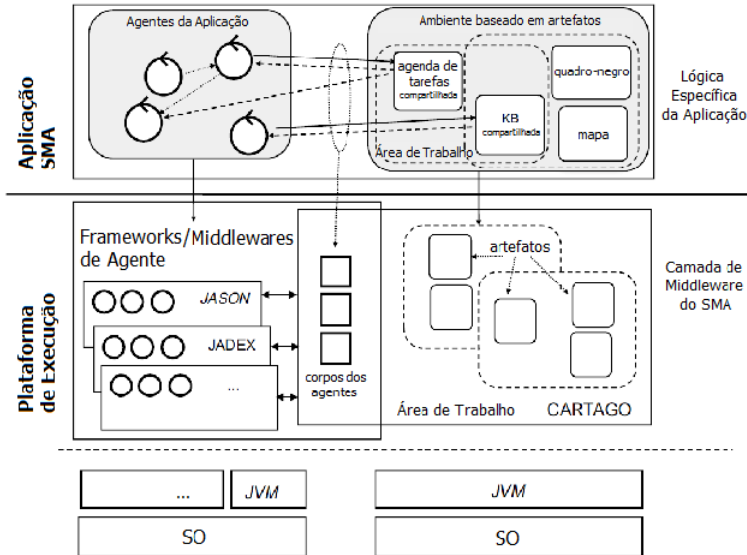 Agentes da Aplicação
Ambiente baseado em artefatos
agenda de
tarefas
compartilhada
quadro-negro
KB
compartilhada
mapa
Área de Trabalho
Lógica
Específica
da Aplicação
Aplicação
SMA
Frameworks/Middlewares
de Agente
JASON
JADEX
...
corpos dos
agentes
artefatos
Área de Trabalho
CARTAGO
Camada de
Middleware
do SMA
Plataforma
de Execução
...
JVM
JVM
SO
SO